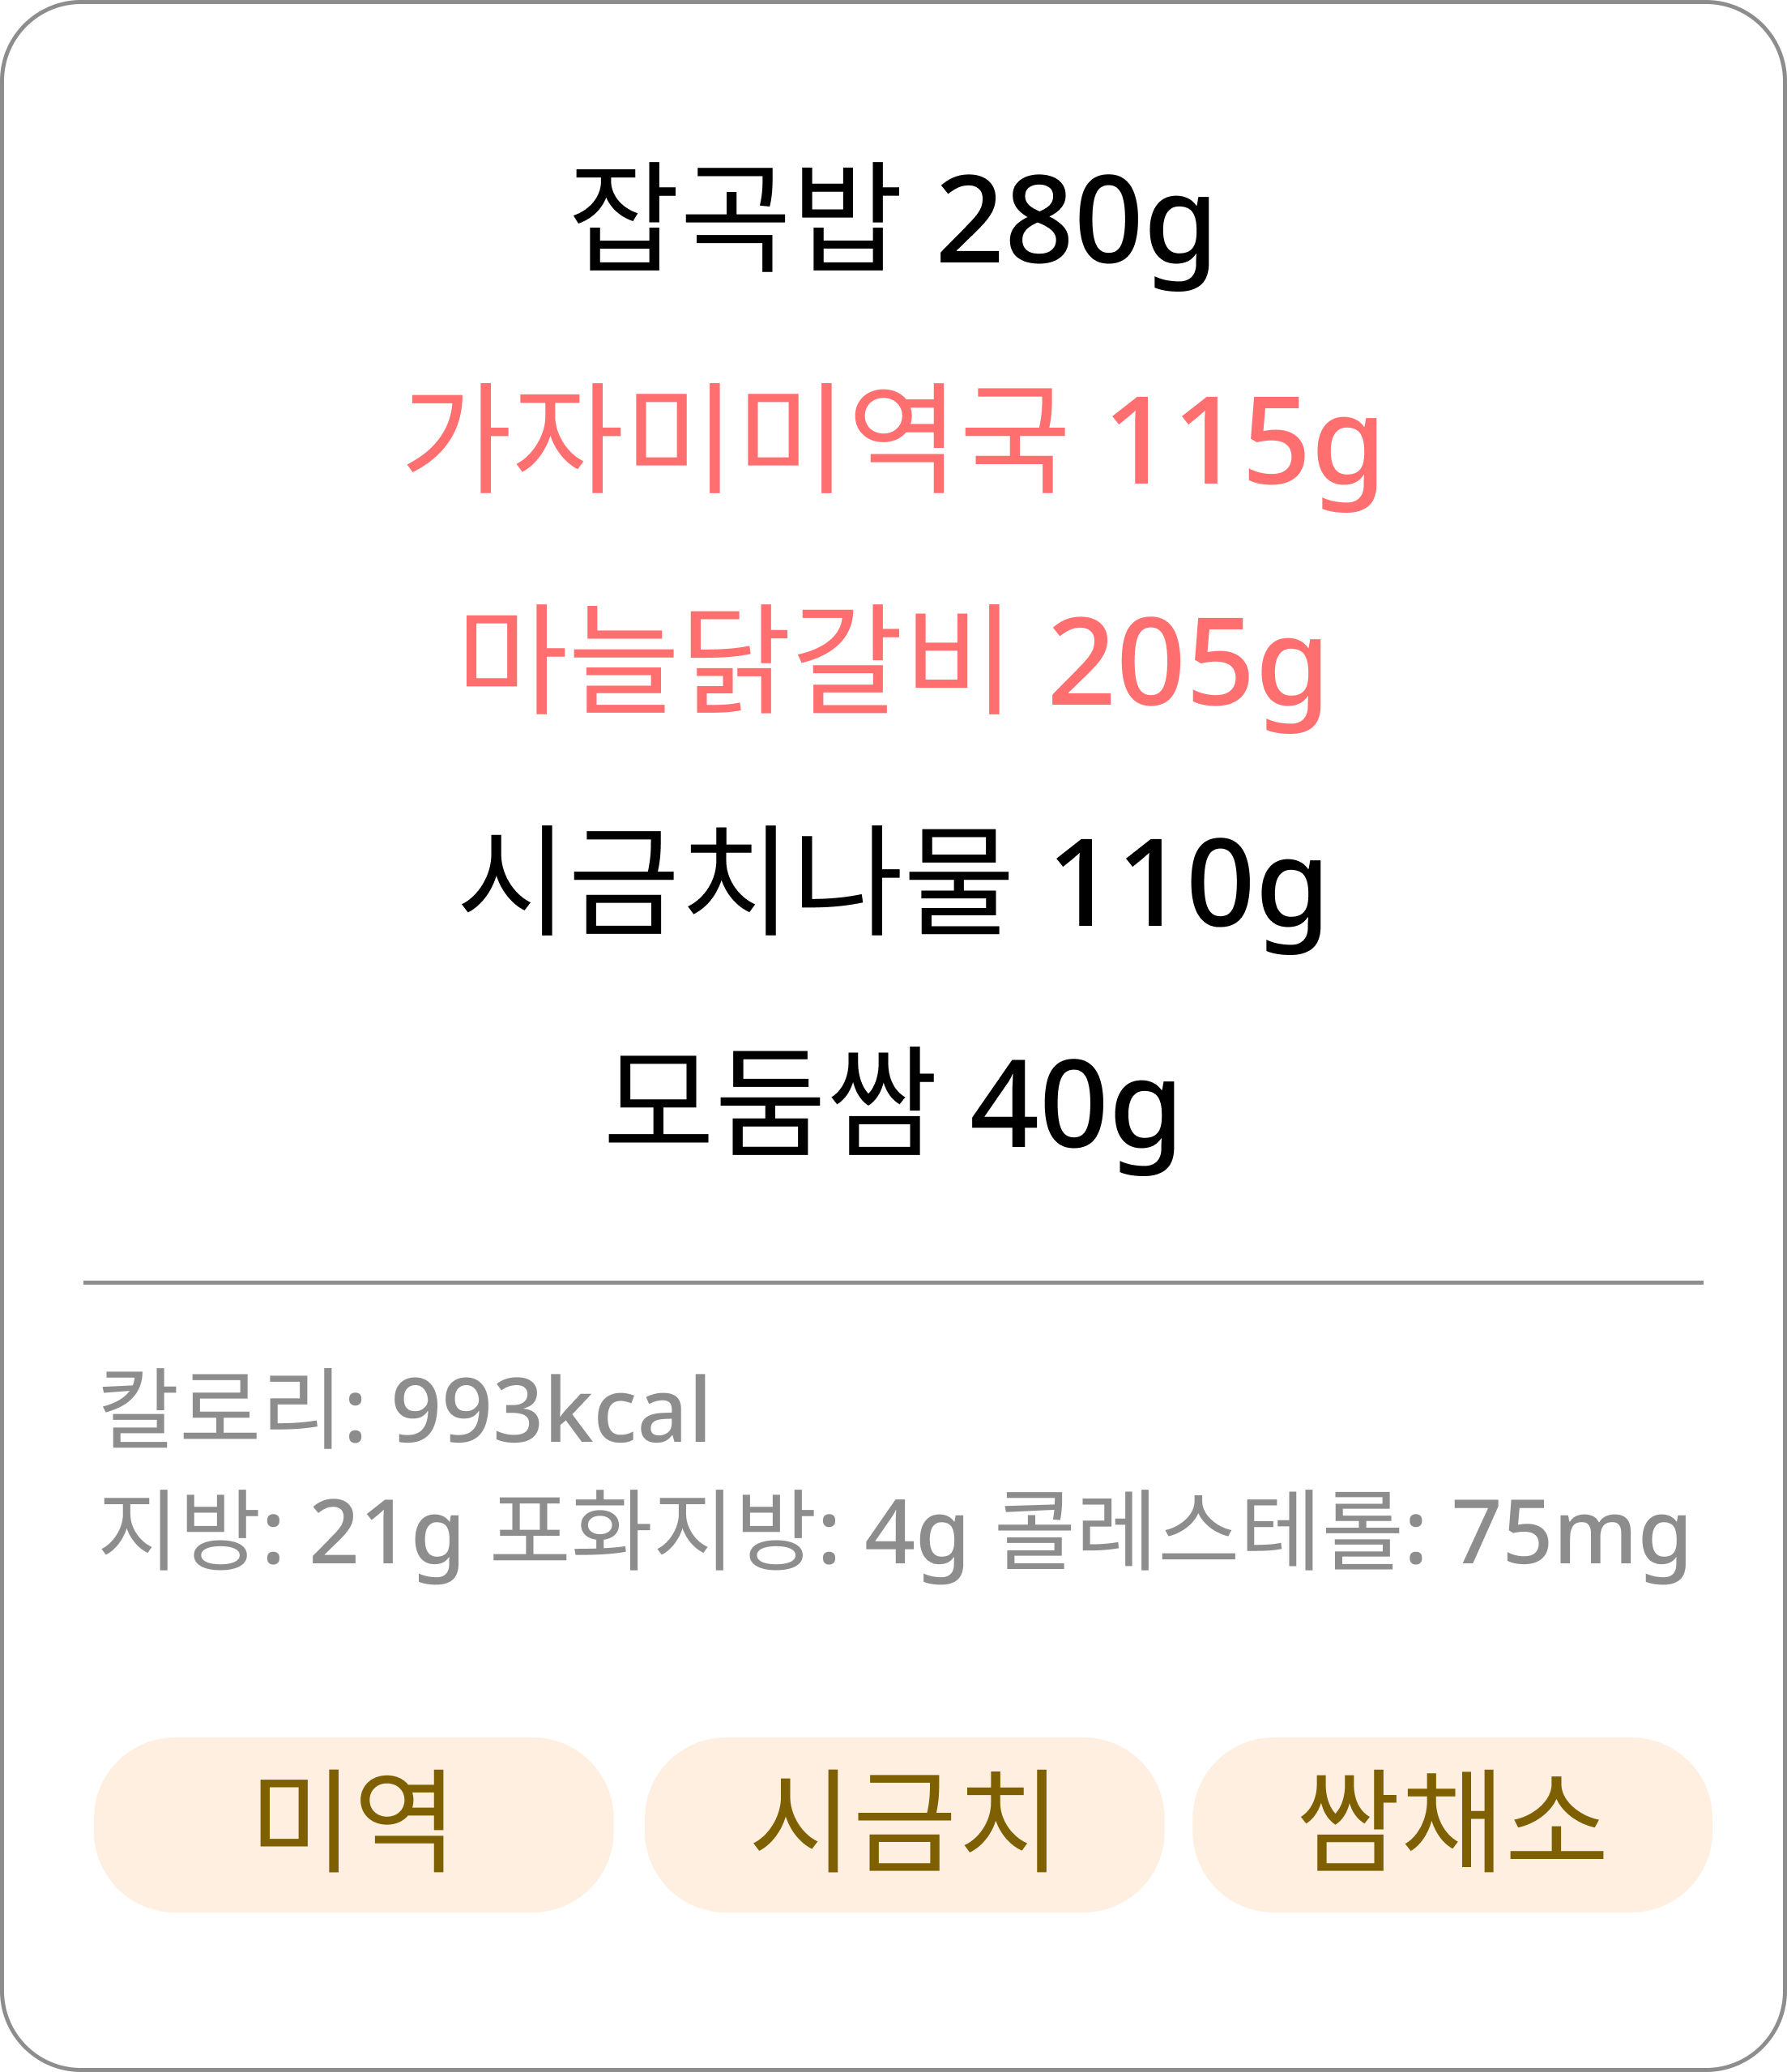 잡곡밥 280g
가자미미역국 115g
마늘닭갈비 205g
시금치나물 110g
모둠쌈 40g
칼로리: 993kcal
지방: 21g 포화지방: 4g 콜레스테롤: 75mg
미역 시금치 쌈채소